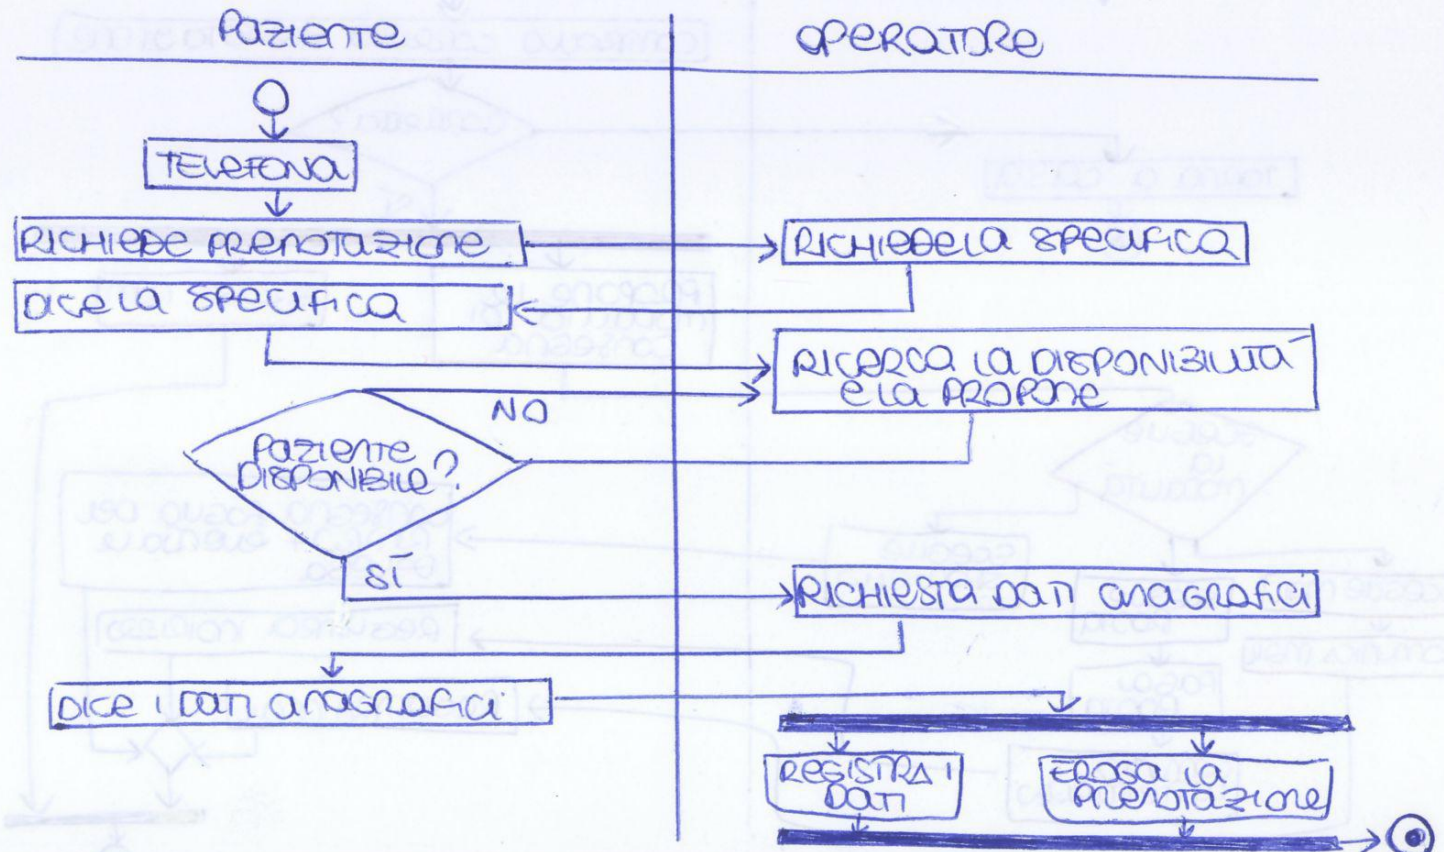 PAZIENTE
OPERATORE
TELEFONA
RICHIEDE PRENOTAZIONE
RICHIEDE LA SPECIFICA
DICE LA SPECIFICA
RICERCA LA DISPONIBILITÀ
E LA PROPONE
NO
PAZIENTE
DISPONIBILE?
SÌ
RICHIESTA DATI ANAGRAFICI
DICE I DATI ANAGRAFICI
REGISTRA I
DATI
EROGA LA
PRENOTAZIONE